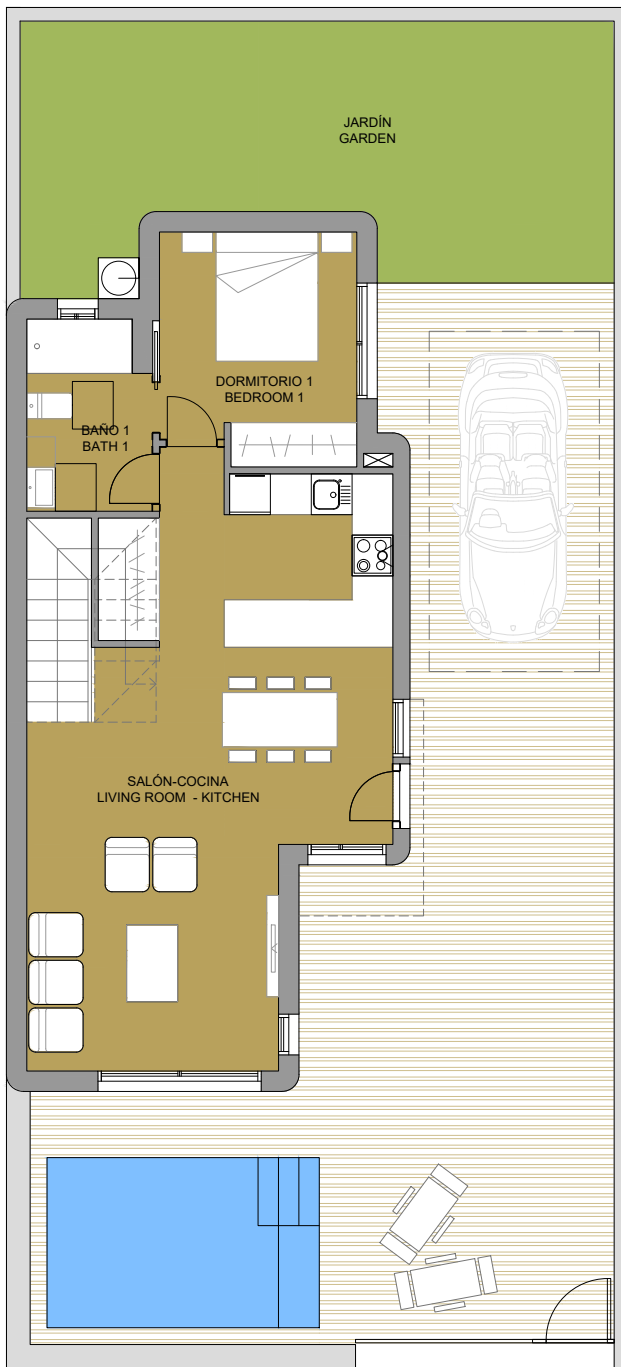 JARDÍN
GARDEN
DORMITORIO 1
BEDROOM 1
BAÑO 1
BATH 1
SALÓN-COCINA
LIVING ROOM - KITCHEN